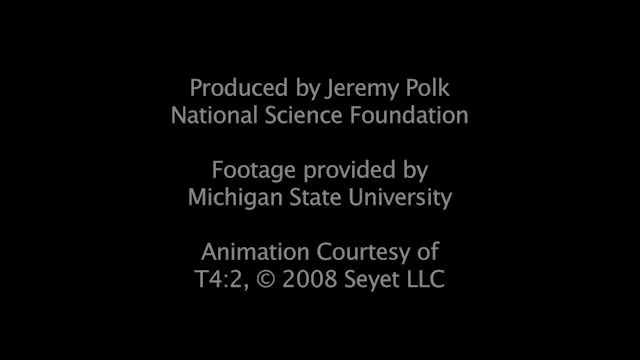 Produced by Jeremy Polk
National Science Foundation
Footage provided by
Michigan State University
Animation Courtesy of
T4:2, © 2008 Seyet LLC